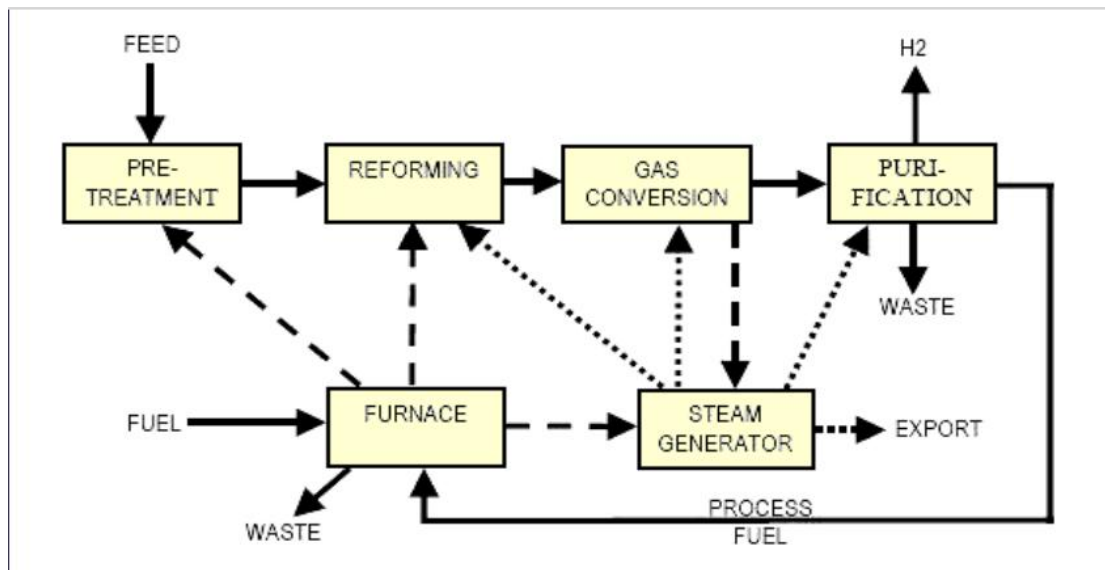 FEED
H2
PRE-
TREATMENT
REFORMING
GAS
CONVERSION
PURI-
FICATION
WASTE
FUEL
FURNACE
STEAM
GENERATOR
EXPORT
WASTE
PROCESS
FUEL